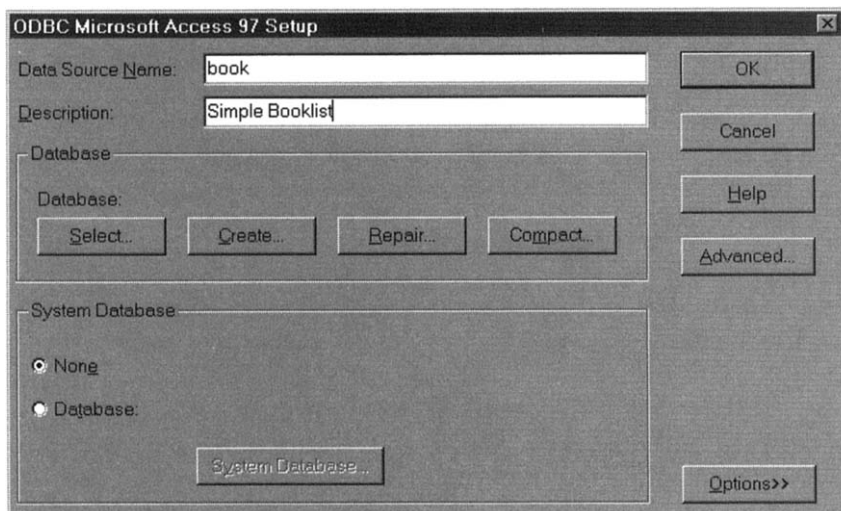 ODBC Microsoft Access 97 Setup
Data Source Name: book
Description: Simple Booklist
Database
Database:
Select... Create... Repair... Compact...
System Database
None
Database:
System Database...
OK
Cancel
Help
Advanced...
Options>>